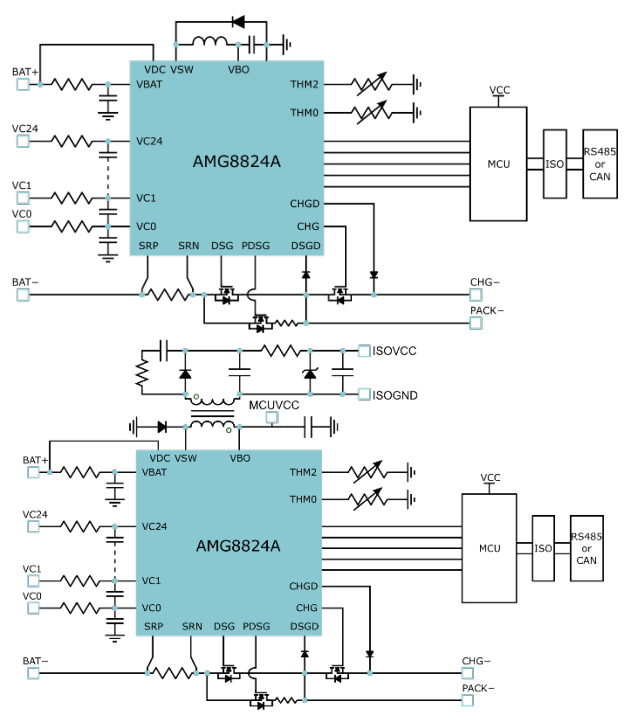 BAT+
VDC VSW VBO
VBAT THM2
THM0
VCC
VC24 VC24
AMG8824A MCU ISO RS485
or
CAN
VC1 VC1 CHGD
VC0 VC0 CHG
SRP SRN DSG PDSG DSGD
BAT− CHG−
PACK−
ISOVCC
ISOGND
MCUVCC
BAT+
VDC VSW VBO
VBAT THM2
THM0
VCC
VC24 VC24
AMG8824A MCU ISO RS485
or
CAN
VC1 VC1 CHGD
VC0 VC0 CHG
SRP SRN DSG PDSG DSGD
BAT− CHG−
PACK−